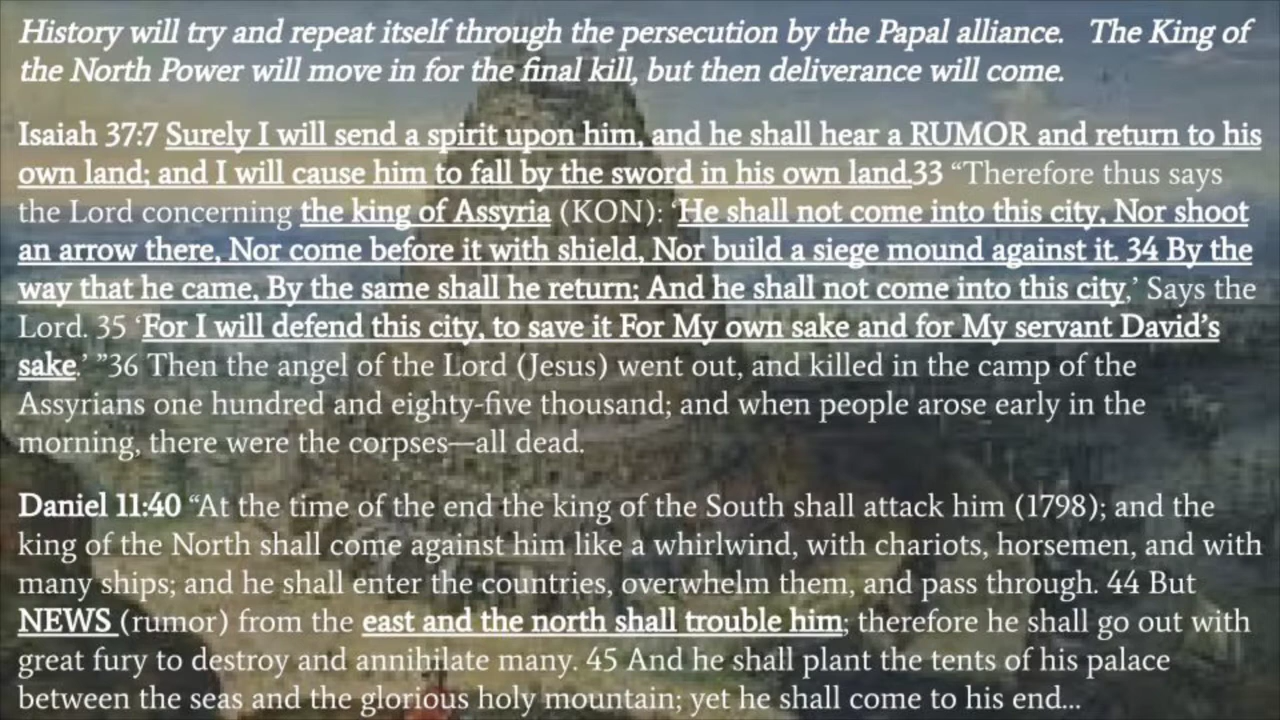 History will try and repeat itself through the persecution by the Papal alliance. The King of
the North Power will move in for the final kill, but then deliverance will come.
Isaiah 37:7 Surely I will send a spirit upon him, and he shall hear a RUMOR and return to his
own land; and I will cause him to fall by the sword in his own land.33 “Therefore thus says
the Lord concerning the king of Assyria (KON): ‘He shall not come into this city, Nor shoot
an arrow there, Nor come before it with shield, Nor build a siege mound against it. 34 By the
way that he came, By the same shall he return; And he shall not come into this city,’ Says the
Lord. 35 ‘For I will defend this city, to save it For My own sake and for My servant David’s
sake.’ ”36 Then the angel of the Lord (Jesus) went out, and killed in the camp of the
Assyrians one hundred and eighty-five thousand; and when people arose early in the
morning, there were the corpses—all dead.
Daniel 11:40 “At the time of the end the king of the South shall attack him (1798); and the
king of the North shall come against him like a whirlwind, with chariots, horsemen, and with
many ships; and he shall enter the countries, overwhelm them, and pass through. 44 But
NEWS (rumor) from the east and the north shall trouble him; therefore he shall go out with
great fury to destroy and annihilate many. 45 And he shall plant the tents of his palace
between the seas and the glorious holy mountain; yet he shall come to his end...